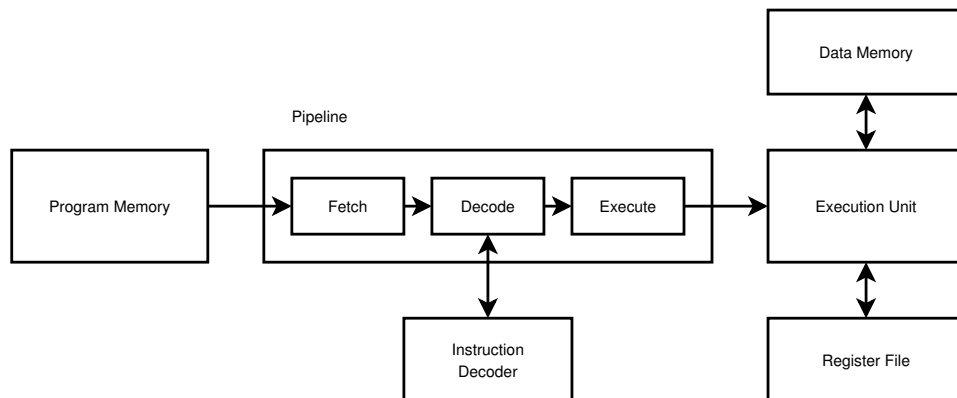 Data Memory
Pipeline
Program Memory
Fetch
Decode
Execute
Execution Unit
Instruction
Decoder
Register File